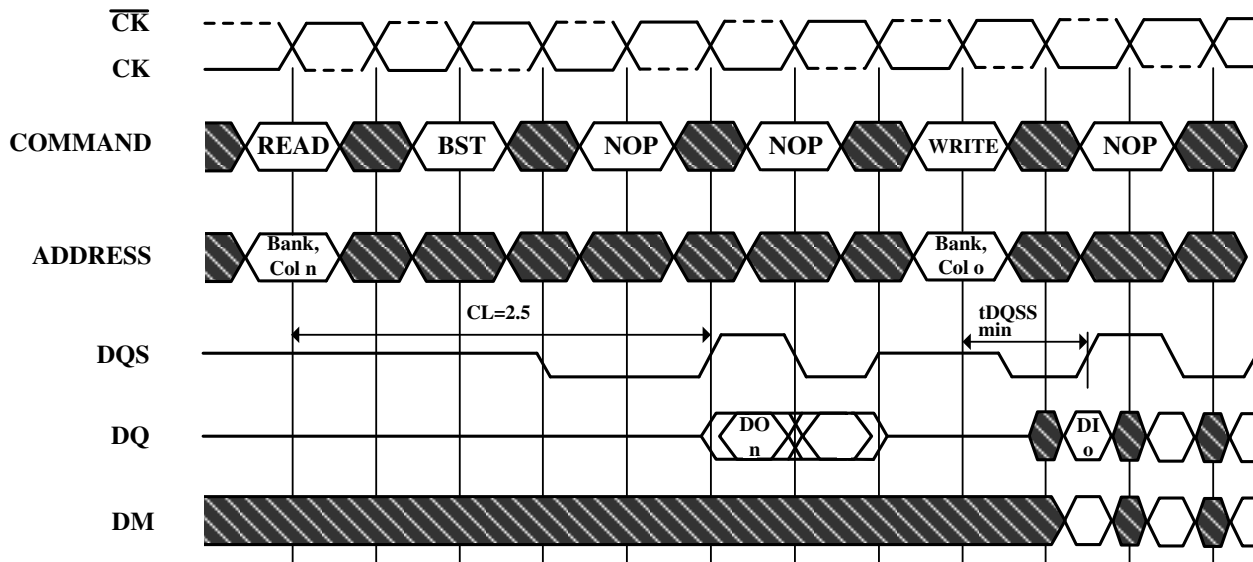 CK
CK
COMMAND
READ
BST
NOP
NOP
WRITE
NOP
ADDRESS
Bank,
Col n
Bank,
Col o
CL=2.5
tDQSS
min
DQS
DQ
DO
n
DI
o
DM